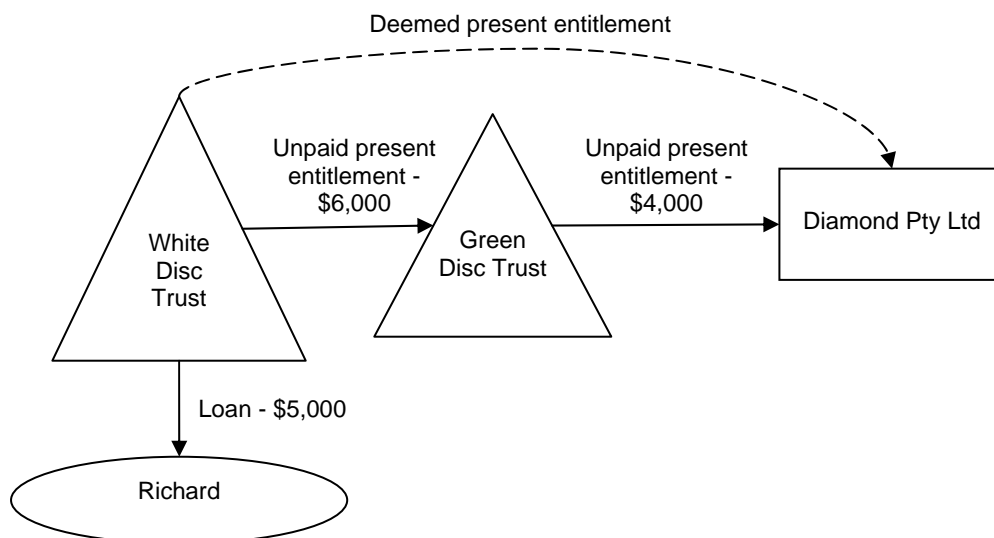 Deemed present entitlement
Unpaid present
entitlement -
$6,000
Unpaid present
entitlement -
$4,000
White
Disc
Trust
Green
Disc Trust
Diamond Pty Ltd
Loan - $5,000
Richard